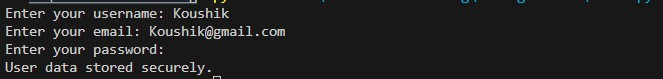 Enter your username: Koushik
Enter your email: Koushik@gmail.com
Enter your password:
User data stored securely.